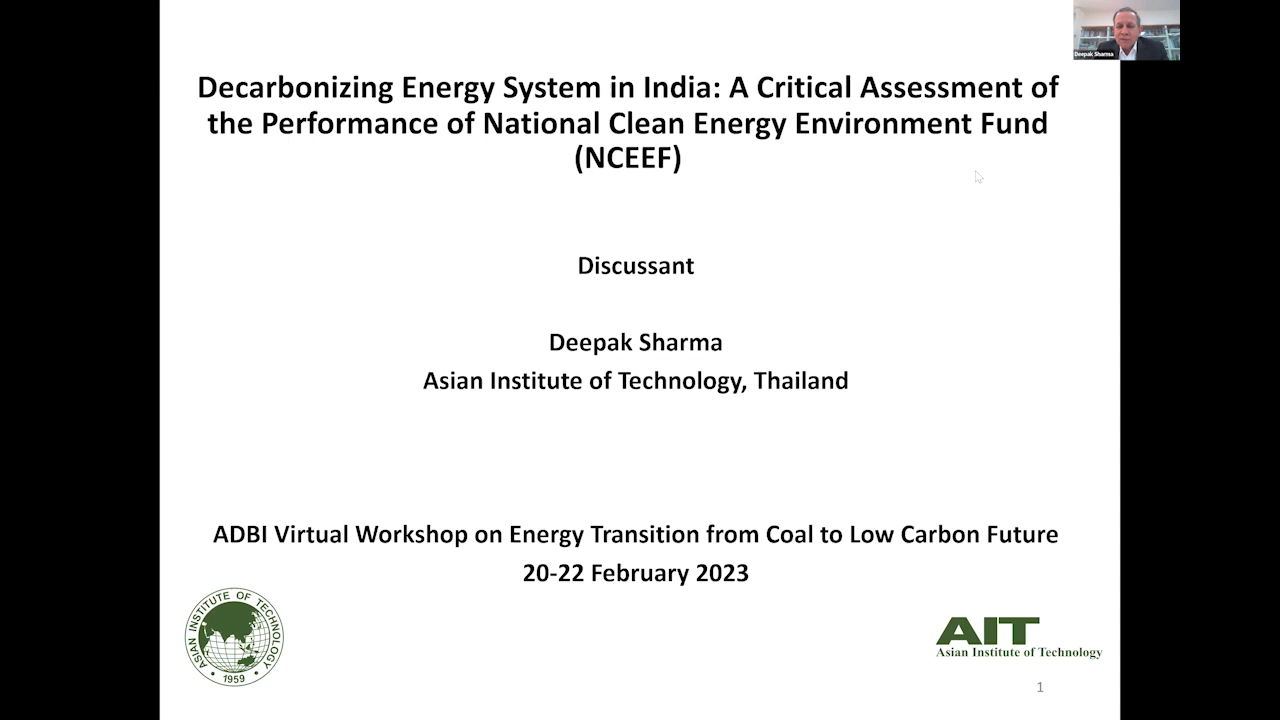 Deepak Sharma
Decarbonizing Energy System in India: A Critical Assessment of
the Performance of National Clean Energy Environment Fund
(NCEEF)
Discussant
Deepak Sharma
Asian Institute of Technology, Thailand
ADBI Virtual Workshop on Energy Transition from Coal to Low Carbon Future
20-22 February 2023
ASIAN INSTITUTE OF TECHNOLOGY
1959
AIT
Asian Institute of Technology
1